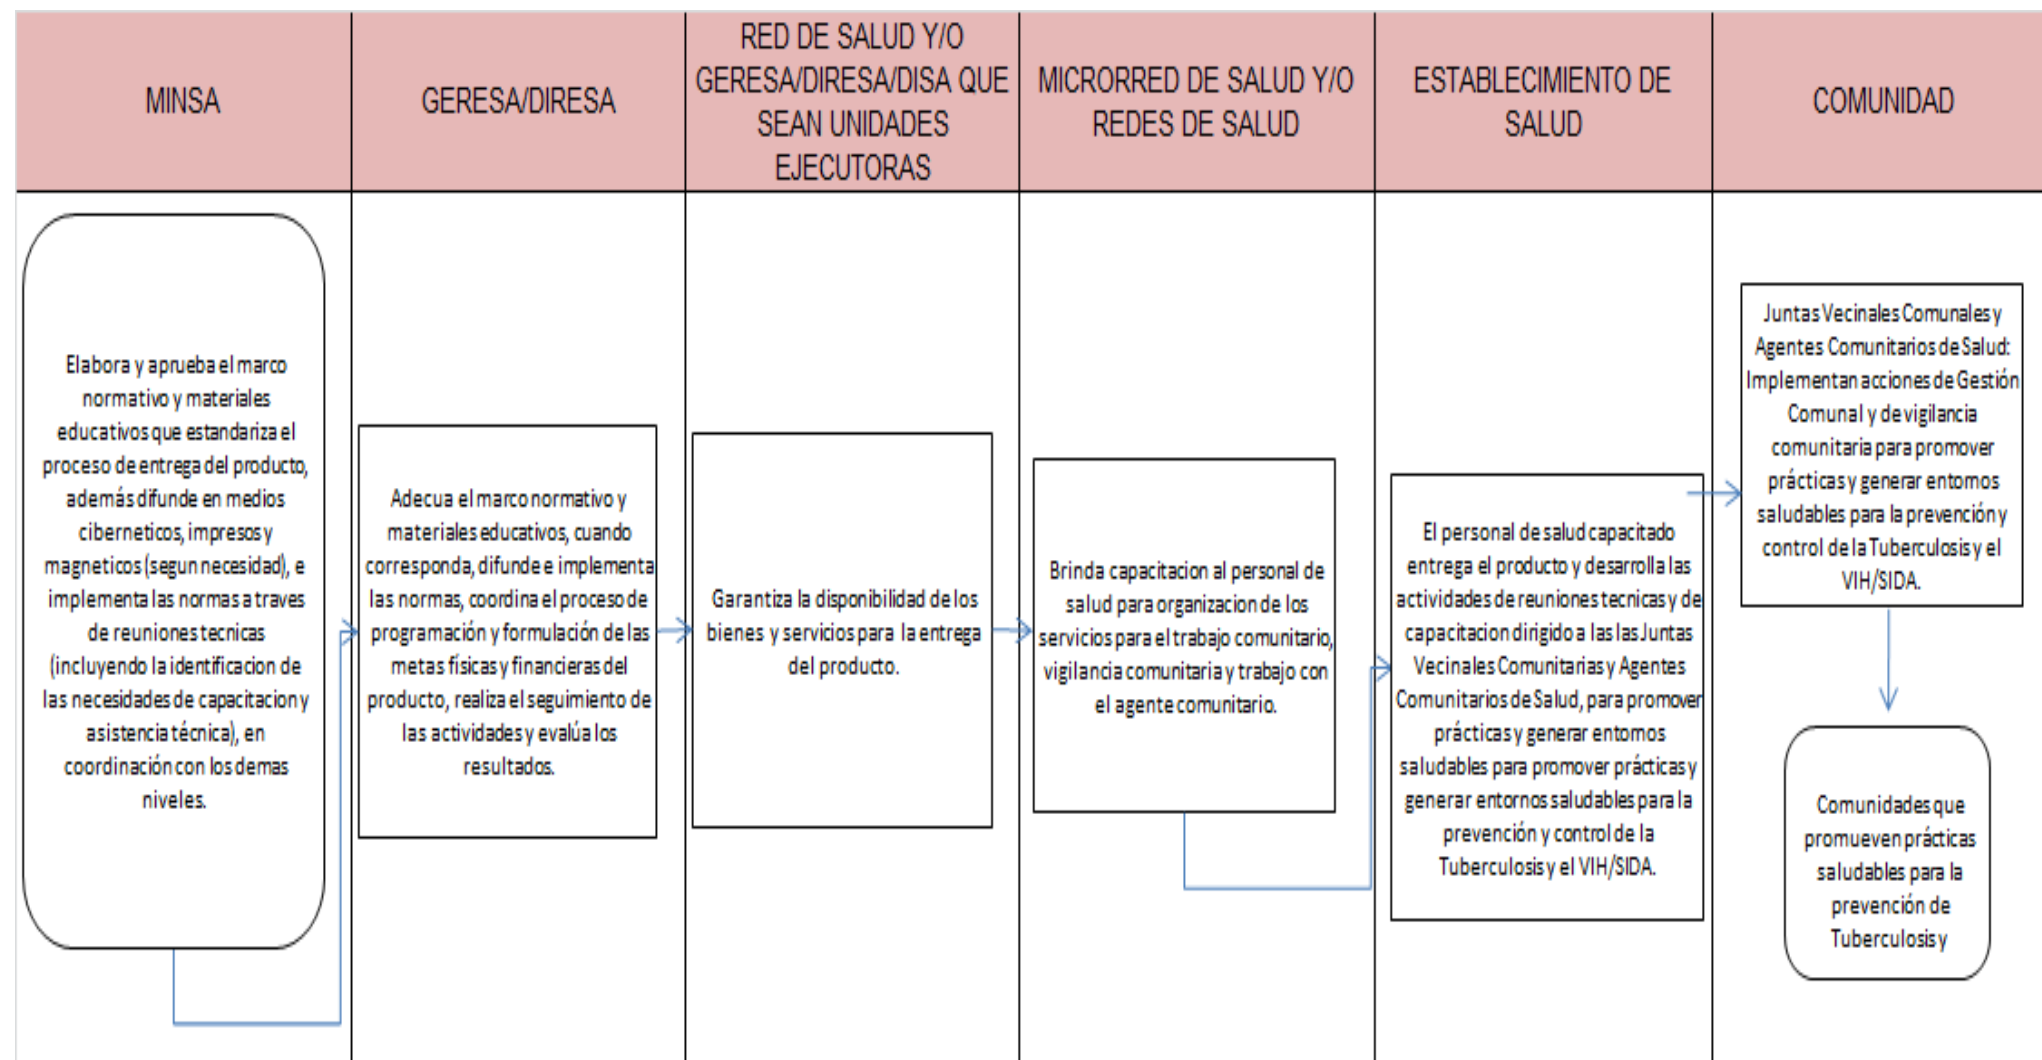 MINSA
GERESA/DIRESA
RED DE SALUD Y/O
GERESA/DIRESA/DISA QUE
SEAN UNIDADES
EJECUTORAS
MICRORRED DE SALUD Y/O
REDES DE SALUD
ESTABLECIMIENTO DE
SALUD
COMUNIDAD
Elabora y aprueba el marco
normativo y materiales
educativos que estandariza el
proceso de entrega del producto,
además difunde en medios
ciberneticos, impresos y
magneticos (segun necesidad), e
implementa las normas a traves
de reuniones tecnicas
(incluyendo la identificacion de
las necesidades de capacitacion y
asistencia técnica), en
coordinación con los demas
niveles.
Adecua el marco normativo y
materiales educativos, cuando
corresponda, difunde e implementa
las normas, coordina el proceso de
programación y formulación de las
metas físicas y financieras del
producto, realiza el seguimiento de
las actividades y evalúa los
resultados.
Garantiza la disponibilidad de los
bienes y servicios para la entrega
del producto.
Brinda capacitacion al personal de
salud para organizacion de los
servicios para el trabajo comunitario,
vigilancia comunitaria y trabajo con
el agente comunitario.
El personal de salud capacitado
entrega el producto y desarrolla las
actividades de reuniones tecnicas y de
capacitacion dirigido a las las Juntas
Vecinales Comunitarias y Agentes
Comunitarios de Salud, para promover
prácticas y generar entornos
saludables para promover prácticas y
generar entornos saludables para la
prevención y control de la
Tuberculosis y el VIH/SIDA.
Juntas Vecinales Comunales y
Agentes Comunitarios de Salud:
Implementan acciones de Gestión
Comunal y de vigilancia
comunitaria para promover
prácticas y generar entornos
saludables para la prevención y
control de la Tuberculosis y el
VIH/SIDA.
Comunidades que
promueven prácticas
saludables para la
prevención de
Tuberculosis y